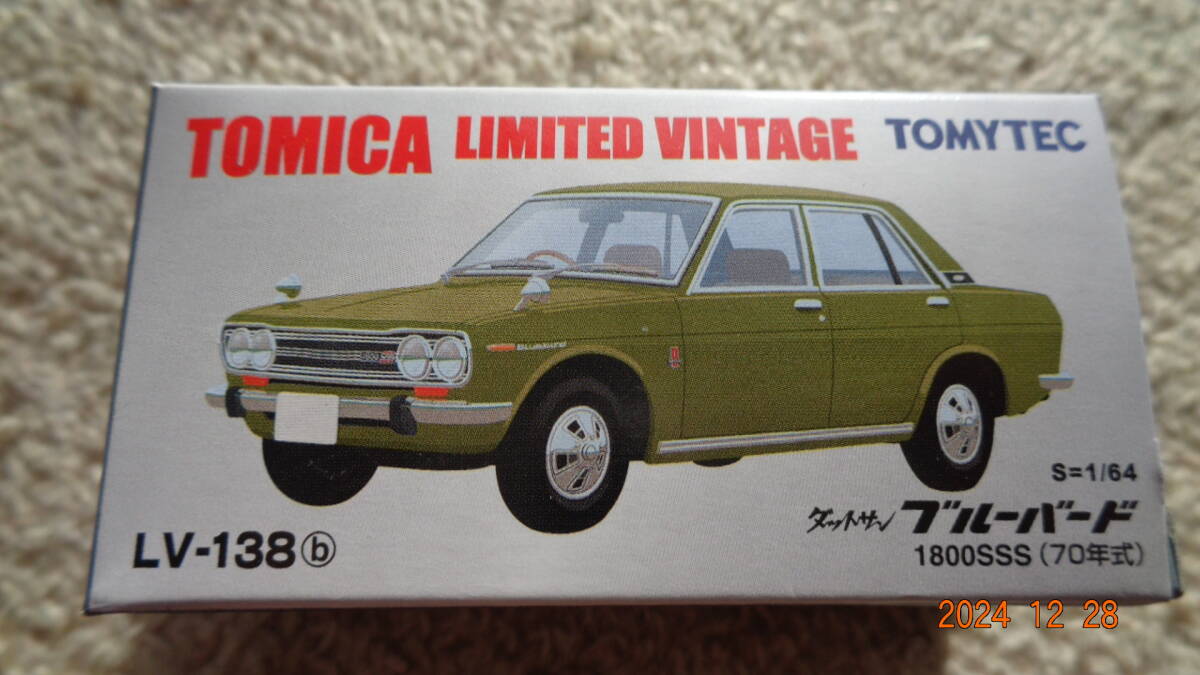 TOMICA LIMITED VINTAGE TOMYTEC
BLUEBIRD
S=1/64
ダットサン ブルーバード
LV-138ⓑ
1800SSS（70年式）
2024 12 28